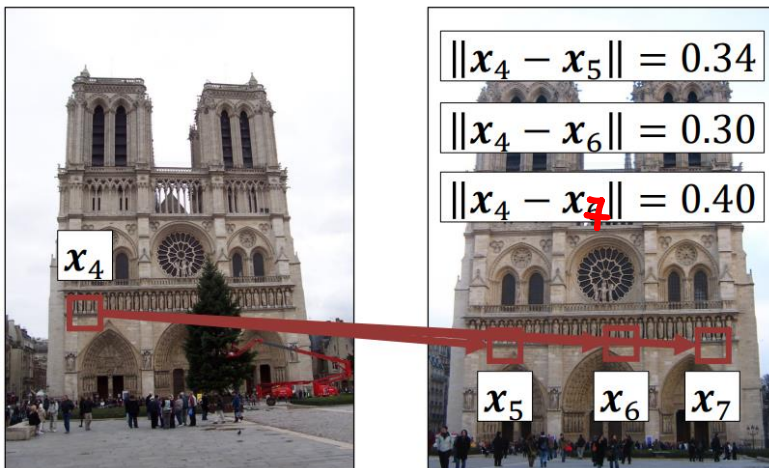 ‖x₄ − x₅‖ = 0.34
‖x₄ − x₆‖ = 0.30
‖x₄ − x₇‖ = 0.40
x₄
x₅
x₆
x₇